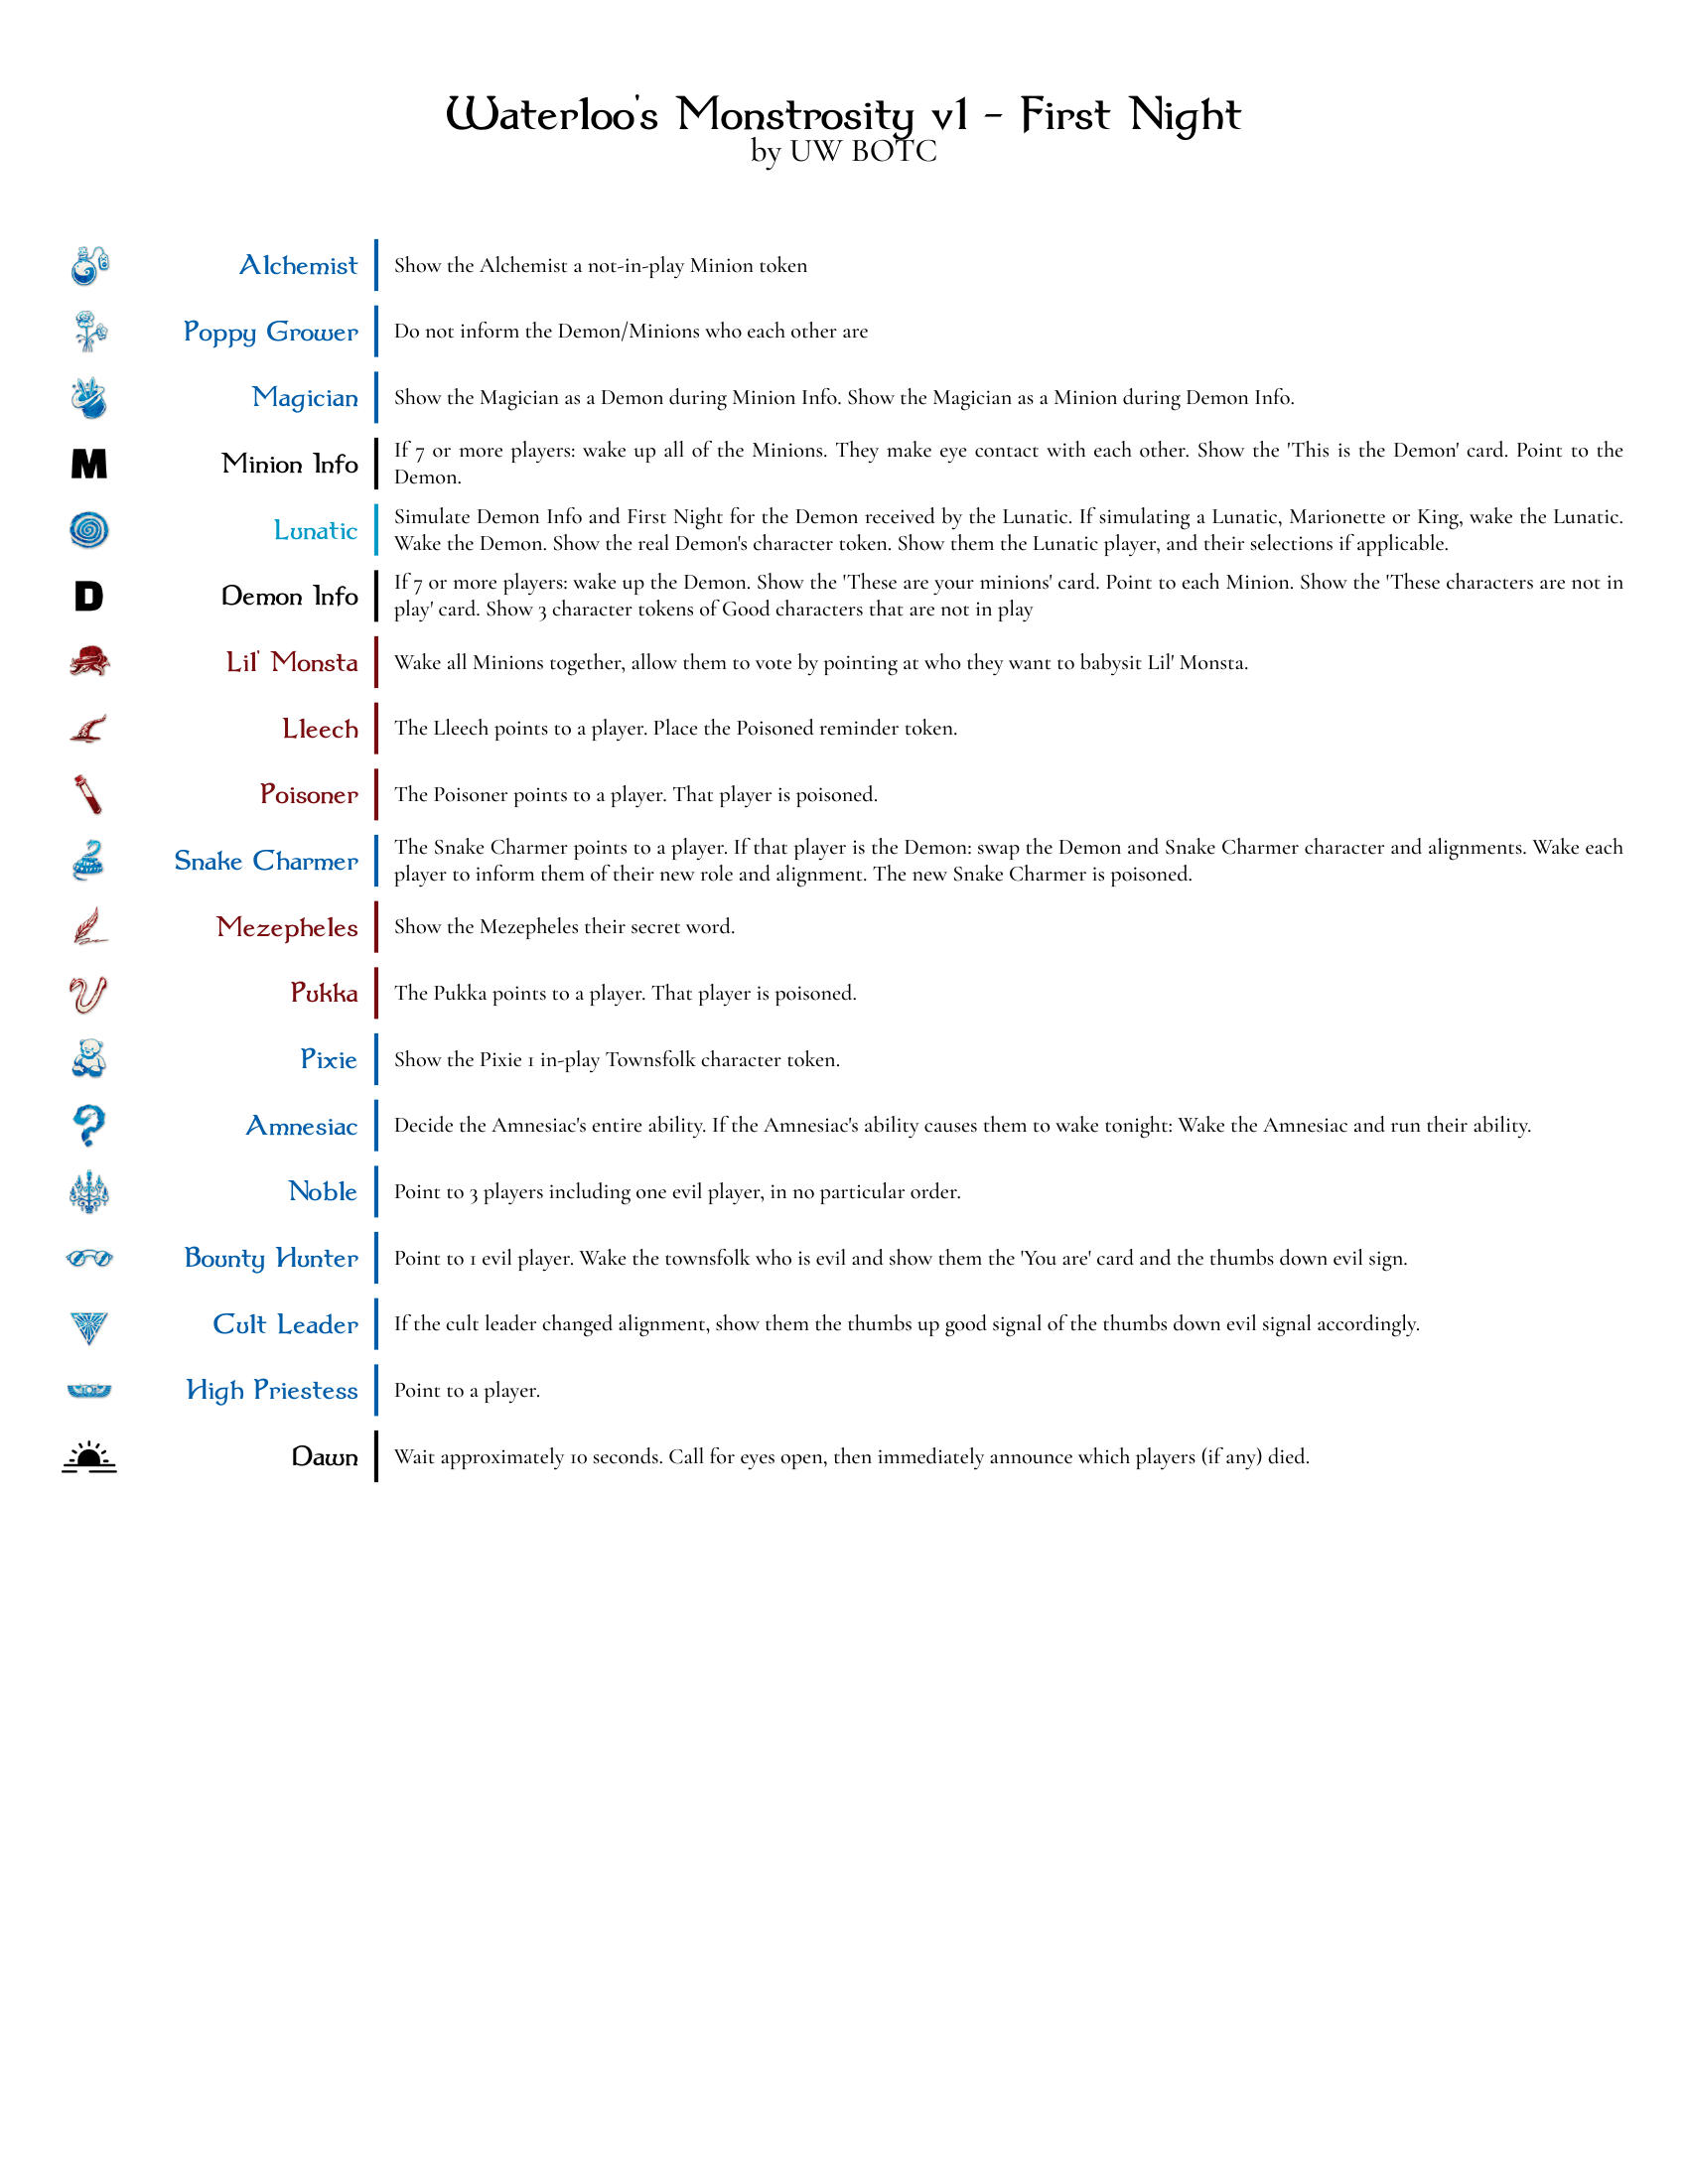 Waterloo's Monstrosity v1 - First Night
by UW BOTC
Alchemist
Show the Alchemist a not-in-play Minion token
Poppy Grower
Do not inform the Demon/Minions who each other are
Magician
Show the Magician as a Demon during Minion Info. Show the Magician as a Minion during Demon Info.
M
Minion Info
If 7 or more players: wake up all of the Minions. They make eye contact with each other. Show the 'This is the Demon' card. Point to the
Demon.
Lunatic
Simulate Demon Info and First Night for the Demon received by the Lunatic. If simulating a Lunatic, Marionette or King, wake the Lunatic.
Wake the Demon. Show the real Demon's character token. Show them the Lunatic player, and their selections if applicable.
D
Demon Info
If 7 or more players: wake up the Demon. Show the 'These are your minions' card. Point to each Minion. Show the 'These characters are not in
play' card. Show 3 character tokens of Good characters that are not in play
Lil' Monsta
Wake all Minions together, allow them to vote by pointing at who they want to babysit Lil' Monsta.
Lleech
The Lleech points to a player. Place the Poisoned reminder token.
Poisoner
The Poisoner points to a player. That player is poisoned.
Snake Charmer
The Snake Charmer points to a player. If that player is the Demon: swap the Demon and Snake Charmer character and alignments. Wake each
player to inform them of their new role and alignment. The new Snake Charmer is poisoned.
Mezepheles
Show the Mezepheles their secret word.
Pukka
The Pukka points to a player. That player is poisoned.
Pixie
Show the Pixie 1 in-play Townsfolk character token.
Amnesiac
Decide the Amnesiac's entire ability. If the Amnesiac's ability causes them to wake tonight: Wake the Amnesiac and run their ability.
Noble
Point to 3 players including one evil player, in no particular order.
Bounty Hunter
Point to 1 evil player. Wake the townsfolk who is evil and show them the 'You are' card and the thumbs down evil sign.
Cult Leader
If the cult leader changed alignment, show them the thumbs up good signal of the thumbs down evil signal accordingly.
High Priestess
Point to a player.
Dawn
Wait approximately 10 seconds. Call for eyes open, then immediately announce which players (if any) died.